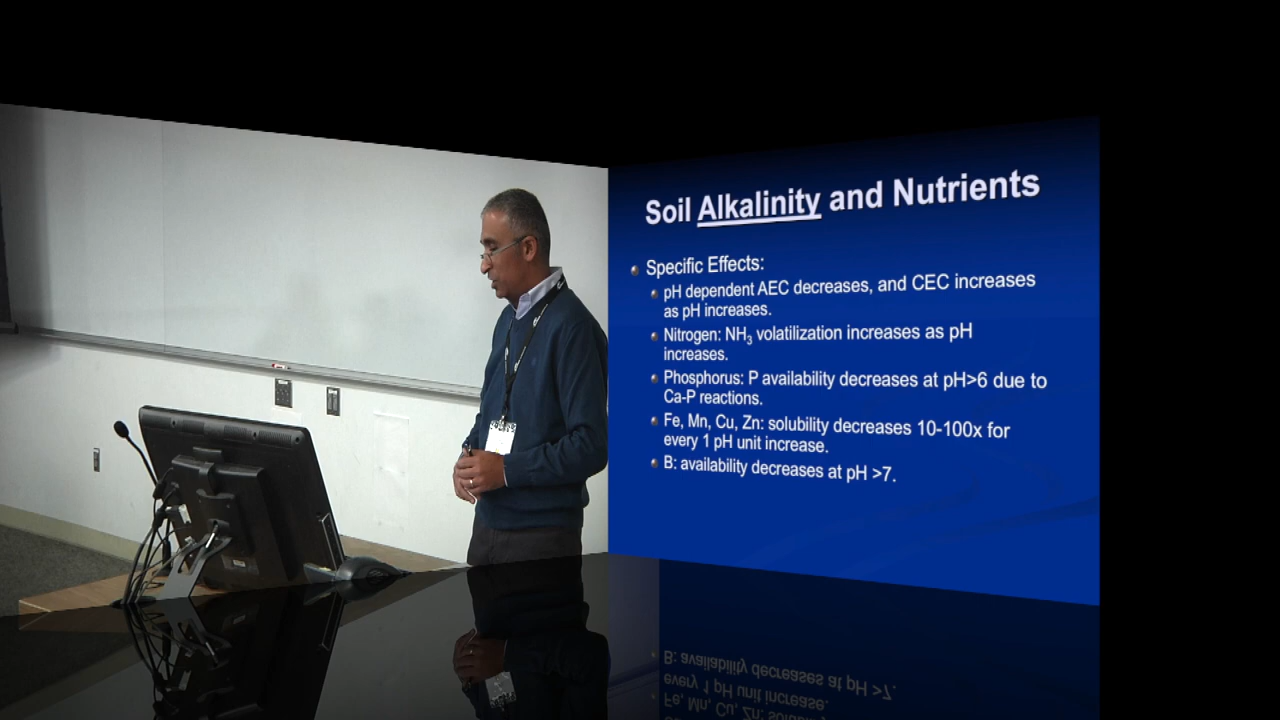 Soil Alkalinity and Nutrients
Specific Effects:
pH dependent AEC decreases, and CEC increases
as pH increases.
Nitrogen: NH₃ volatilization increases as pH
increases.
Phosphorus: P availability decreases at pH>6 due to
Ca-P reactions.
Fe, Mn, Cu, Zn: solubility decreases 10-100x for
every 1 pH unit increase.
B: availability decreases at pH >7.